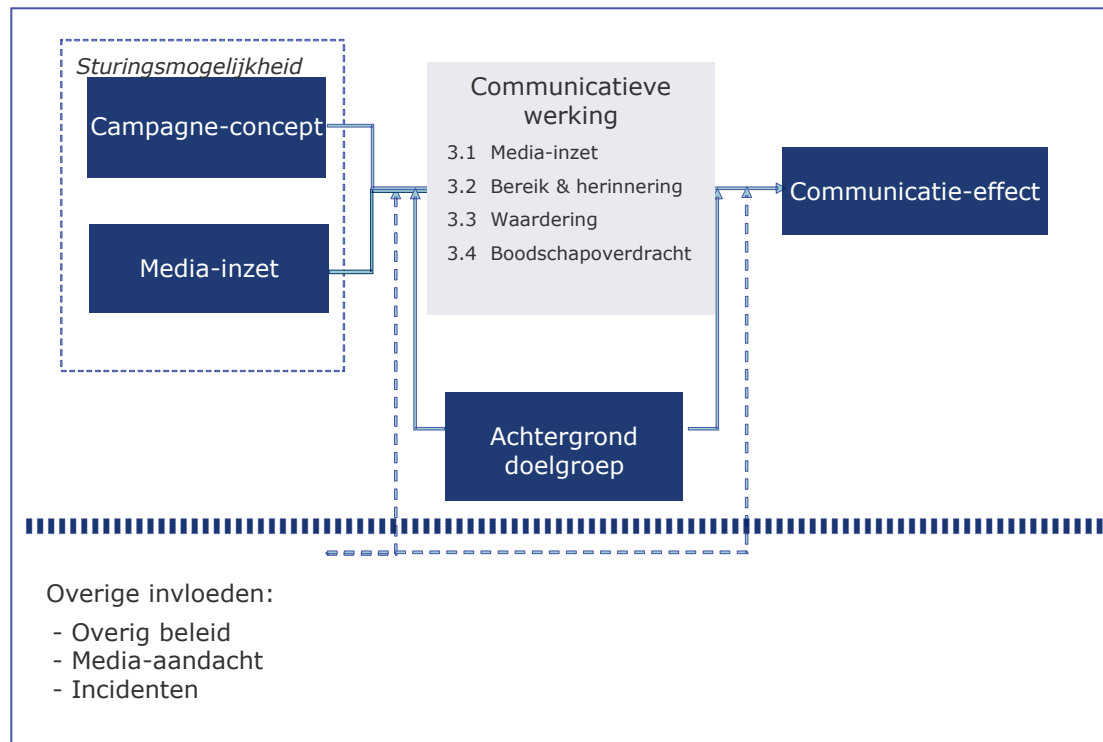 Sturingsmogelijkheid
Campagne-concept
Media-inzet
Communicatieve
werking
3.1 Media-inzet
3.2 Bereik & herinnering
3.3 Waardering
3.4 Boodschapoverdracht
Communicatie-effect
Achtergrond
doelgroep
Overige invloeden:
- Overig beleid
- Media-aandacht
- Incidenten